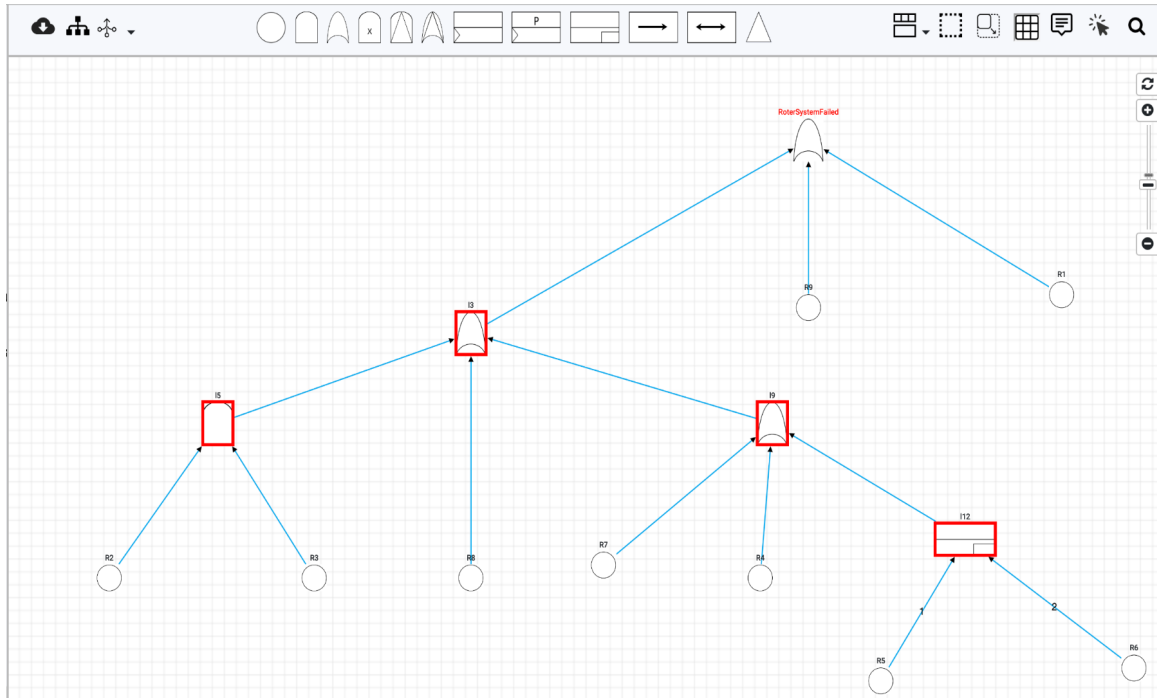 x
P
RoterSystemFailed
R1
R9
I3
I5
I9
I12
R7
R2
R3
R8
R4
1
2
R5
R6